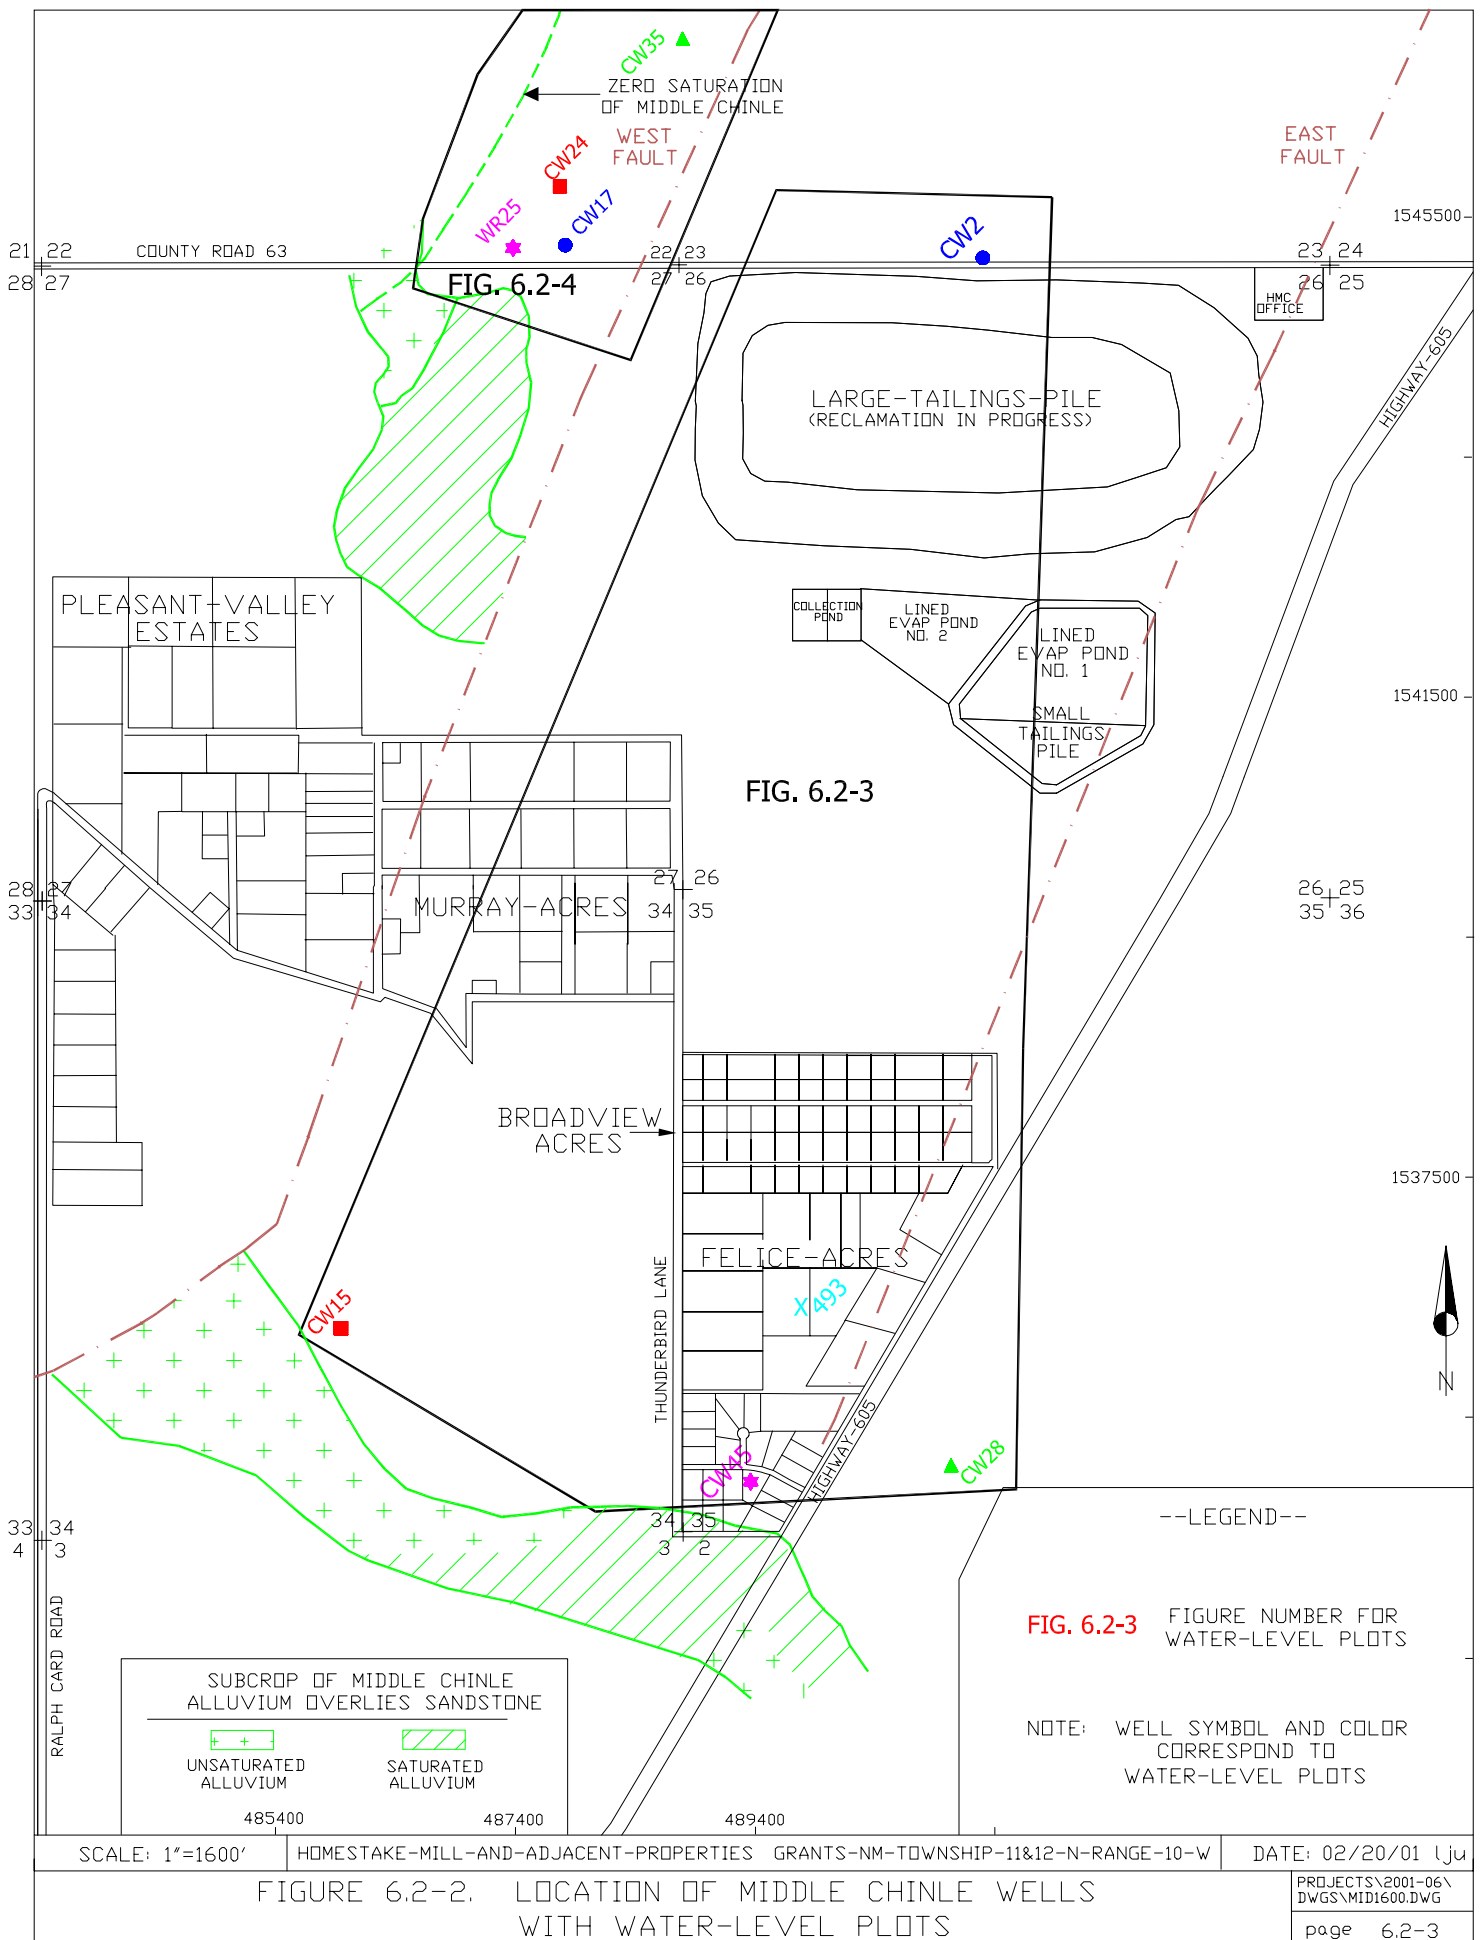 CW35
ZERO SATURATION
OF MIDDLE CHINLE
WEST
FAULT
EAST
FAULT
CW24
WR25
CW17
CW2
1545500
21 22
28 27
COUNTY ROAD 63
22 23
27 26
23 24
26 25
FIG. 6.2-4
HMC
OFFICE
HIGHWAY-605
LARGE-TAILINGS-PILE
(RECLAMATION IN PROGRESS)
PLEASANT-VALLEY
ESTATES
COLLECTION
POND
LINED
EVAP POND
NO. 2
LINED
EVAP POND
NO. 1
1541500
SMALL
TAILINGS
PILE
FIG. 6.2-3
28 27
33 34
27 26
34 35
26 25
35 36
MURRAY-ACRES
BROADVIEW
ACRES
1537500
FELICE-ACRES
493
CW15
THUNDERBIRD LANE
N
HIGHWAY-605
CW45
CW28
33 34
4 3
34 35
3 2
--LEGEND--
FIG. 6.2-3
FIGURE NUMBER FOR
WATER-LEVEL PLOTS
NOTE: WELL SYMBOL AND COLOR
CORRESPOND TO
WATER-LEVEL PLOTS
RALPH CARD ROAD
SUBCROP OF MIDDLE CHINLE
ALLUVIUM OVERLIES SANDSTONE
UNSATURATED
ALLUVIUM
SATURATED
ALLUVIUM
485400
487400
489400
SCALE: 1"=1600'
HOMESTAKE-MILL-AND-ADJACENT-PROPERTIES GRANTS-NM-TOWNSHIP-11&12-N-RANGE-10-W
DATE: 02/20/01 lju
FIGURE 6.2-2. LOCATION OF MIDDLE CHINLE WELLS
WITH WATER-LEVEL PLOTS
PROJECTS\2001-06\
DWGS\MID1600.DWG
page 6.2-3